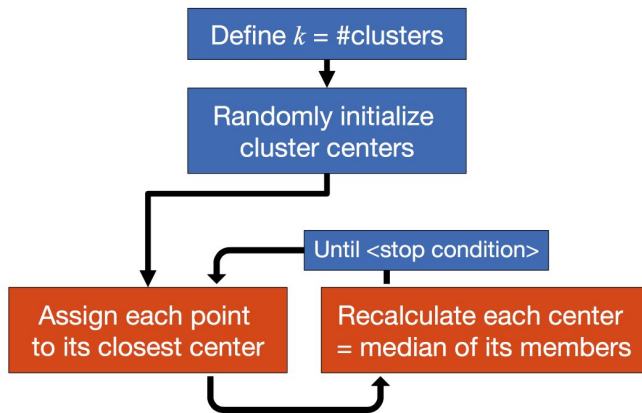 Define k = #clusters
Randomly initialize
cluster centers
Until <stop condition>
Assign each point
to its closest center
Recalculate each center
= median of its members